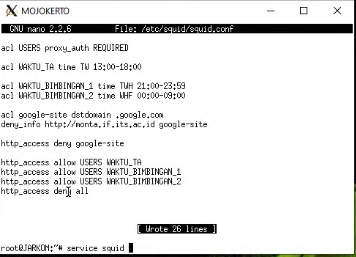 MOJOKERTO
GNU nano 2.2.6 File: /etc/squid/squid.conf
acl USERS proxy_auth REQUIRED
acl WAKTU_TA time TW 13:00-18:00
acl WAKTU_BIMBINGAN_1 time TWH 21:00-23:59
acl WAKTU_BIMBINGAN_2 time WHF 00:00-09:00
acl google-site dstdomain .google.com
deny_info http://monta.if.its.ac.id google-site
http_access deny google-site
http_access allow USERS WAKTU_TA
http_access allow USERS WAKTU_BIMBINGAN_1
http_access allow USERS WAKTU_BIMBINGAN_2
http_access deny all
[ Wrote 26 lines ]
root@JARKOM:~# service squid